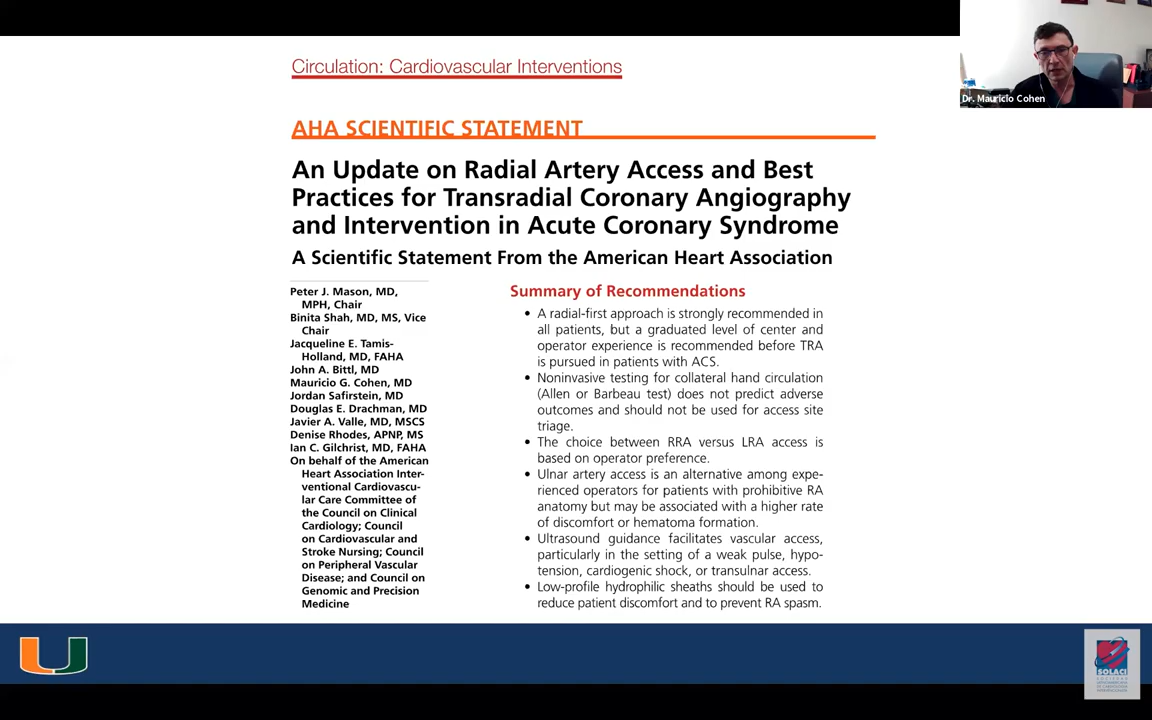 Circulation: Cardiovascular Interventions
Dr. Mauricio Cohen
AHA SCIENTIFIC STATEMENT
An Update on Radial Artery Access and Best
Practices for Transradial Coronary Angiography
and Intervention in Acute Coronary Syndrome
A Scientific Statement From the American Heart Association
Peter J. Mason, MD,
MPH, Chair
Binita Shah, MD, MS, Vice
Chair
Jacqueline E. Tamis-
Holland, MD, FAHA
John A. Bittl, MD
Mauricio G. Cohen, MD
Jordan Safirstein, MD
Douglas E. Drachman, MD
Javier A. Valle, MD, MSCS
Denise Rhodes, APNP, MS
Ian C. Gilchrist, MD, FAHA
On behalf of the American
Heart Association Inter-
ventional Cardiovascu-
lar Care Committee of
the Council on Clinical
Cardiology; Council
on Cardiovascular and
Stroke Nursing; Council
on Peripheral Vascular
Disease; and Council on
Genomic and Precision
Medicine
Summary of Recommendations
• A radial-first approach is strongly recommended in
all patients, but a graduated level of center and
operator experience is recommended before TRA
is pursued in patients with ACS.
• Noninvasive testing for collateral hand circulation
(Allen or Barbeau test) does not predict adverse
outcomes and should not be used for access site
triage.
• The choice between RRA versus LRA access is
based on operator preference.
• Ulnar artery access is an alternative among expe-
rienced operators for patients with prohibitive RA
anatomy but may be associated with a higher rate
of discomfort or hematoma formation.
• Ultrasound guidance facilitates vascular access,
particularly in the setting of a weak pulse, hypo-
tension, cardiogenic shock, or transulnar access.
• Low-profile hydrophilic sheaths should be used to
reduce patient discomfort and to prevent RA spasm.
SOLACI